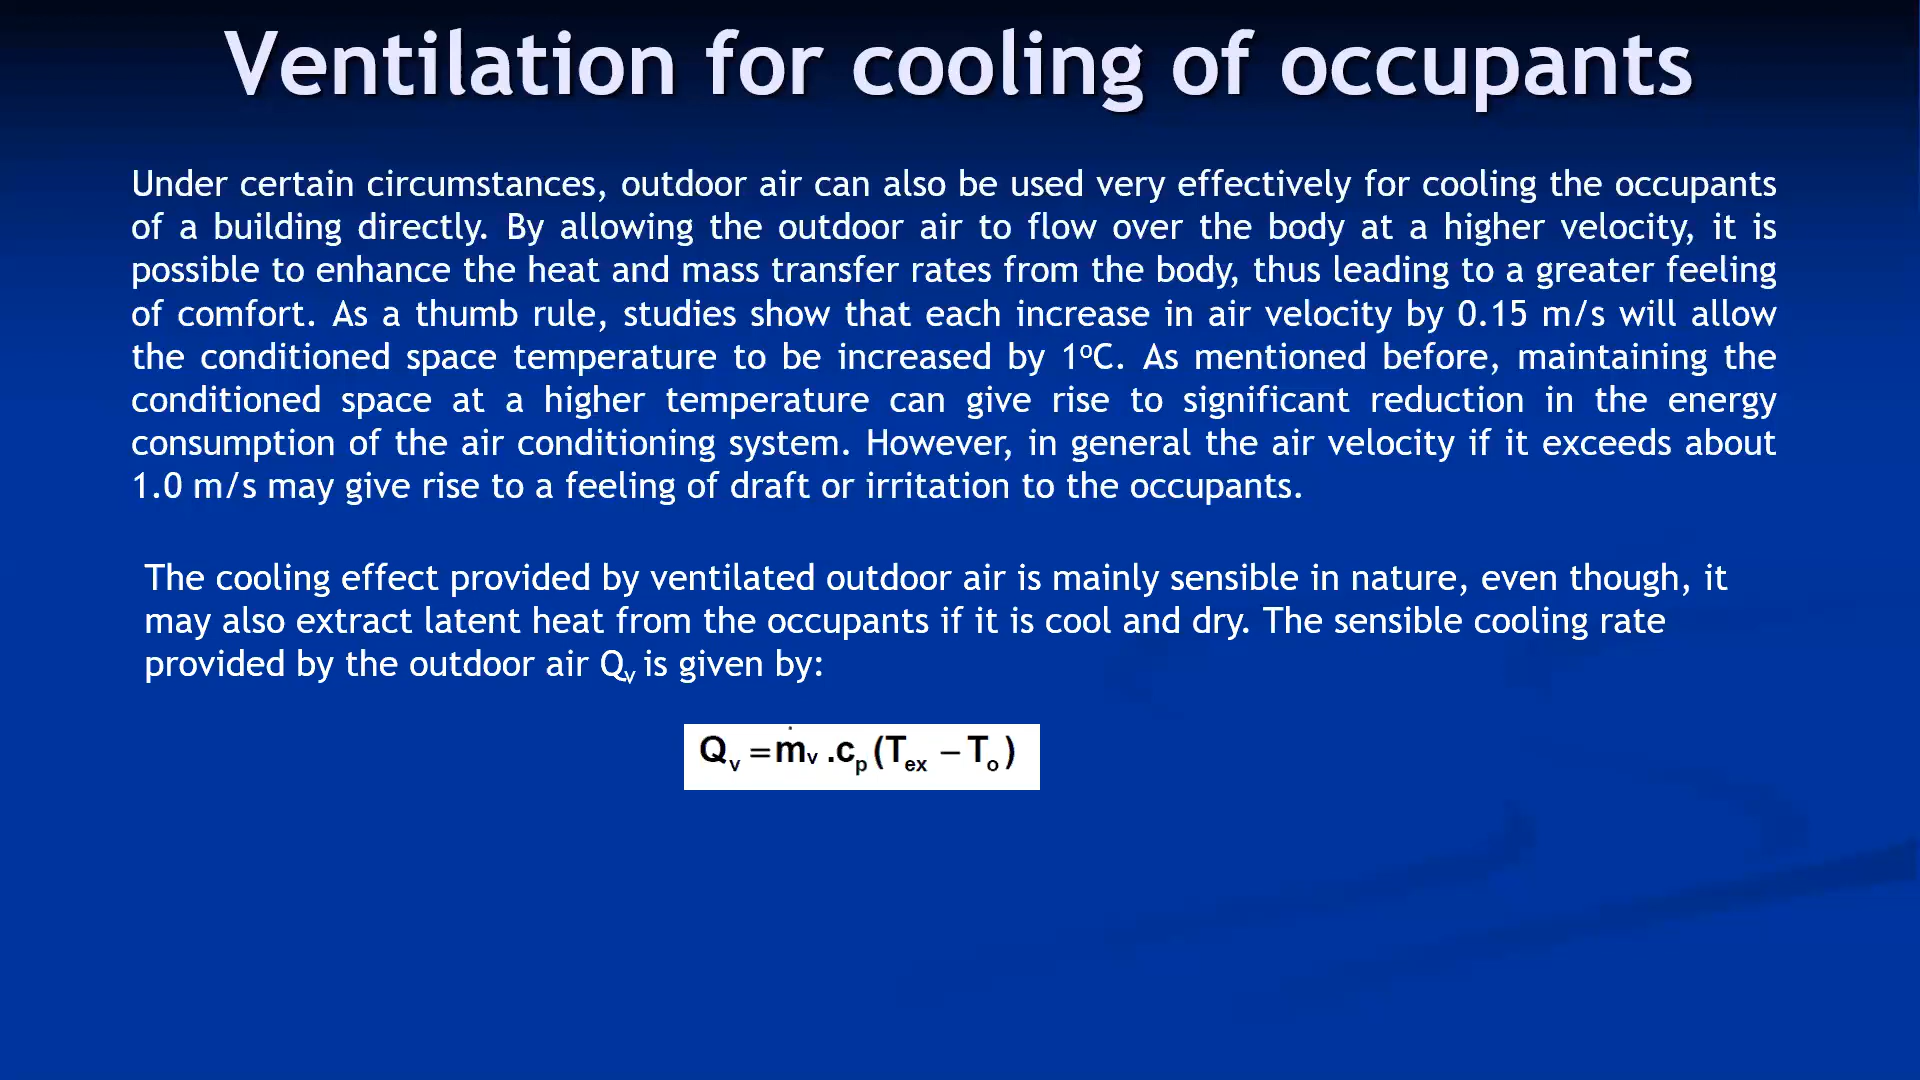 Ventilation for cooling of occupants
Under certain circumstances, outdoor air can also be used very effectively for cooling the occupants
of a building directly. By allowing the outdoor air to flow over the body at a higher velocity, it is
possible to enhance the heat and mass transfer rates from the body, thus leading to a greater feeling
of comfort. As a thumb rule, studies show that each increase in air velocity by 0.15 m/s will allow
the conditioned space temperature to be increased by 1ºC. As mentioned before, maintaining the
conditioned space at a higher temperature can give rise to significant reduction in the energy
consumption of the air conditioning system. However, in general the air velocity if it exceeds about
1.0 m/s may give rise to a feeling of draft or irritation to the occupants.
The cooling effect provided by ventilated outdoor air is mainly sensible in nature, even though, it
may also extract latent heat from the occupants if it is cool and dry. The sensible cooling rate
provided by the outdoor air Qᵥ is given by:
Q_v = ṁ_v .c_p (T_ex – T_o)